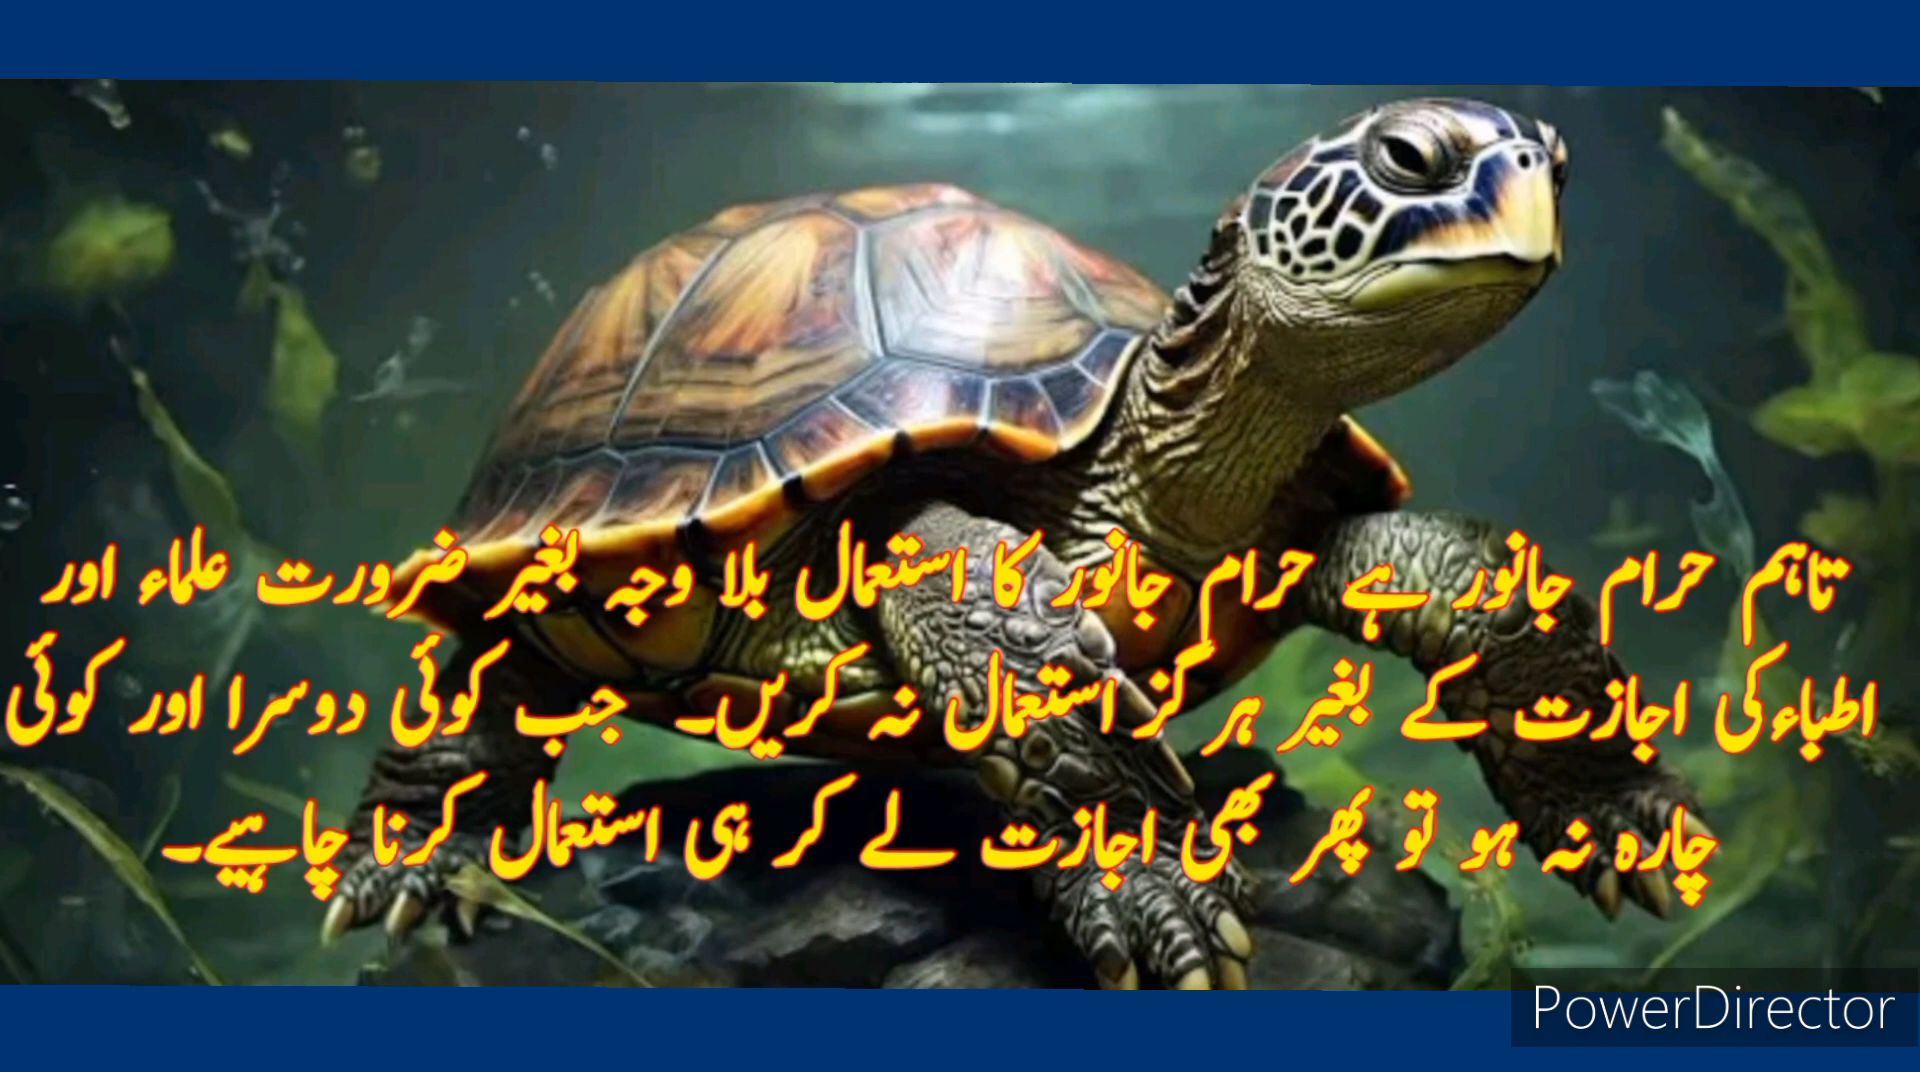 تاہم حرام جانور ہے حرام جانور کا استعمال بلا وجہ بغیر ضرورت علماء اور
اطباءکی اجازت کے بغیر ہرگز استعمال نہ کریں۔ جب کوئی دوسرا اور کوئی
چارہ نہ ہو تو پھر بھی اجازت لے کر ہی استعمال کرنا چاہیے۔
PowerDirector